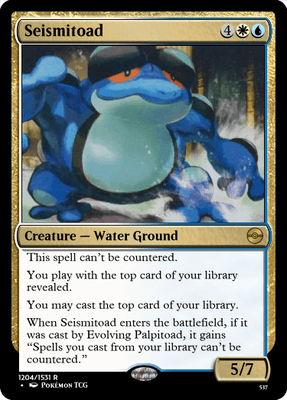 Seismitoad 4
Creature — Water Ground
This spell can't be countered.
You play with the top card of your library
revealed.
You may cast the top card of your library.
When Seismitoad enters the battlefield, if it
was cast by Evolving Palpitoad, it gains
“Spells you cast from your library can't be
countered.”
5/7
1204/1531 R
• Pokémon TCG
537